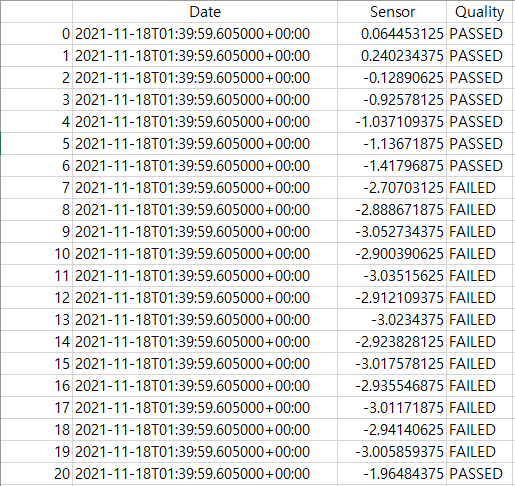 Date Sensor Quality
0 2021-11-18T01:39:59.605000+00:00 0.064453125 PASSED
1 2021-11-18T01:39:59.605000+00:00 0.240234375 PASSED
2 2021-11-18T01:39:59.605000+00:00 -0.12890625 PASSED
3 2021-11-18T01:39:59.605000+00:00 -0.92578125 PASSED
4 2021-11-18T01:39:59.605000+00:00 -1.037109375 PASSED
5 2021-11-18T01:39:59.605000+00:00 -1.13671875 PASSED
6 2021-11-18T01:39:59.605000+00:00 -1.41796875 PASSED
7 2021-11-18T01:39:59.605000+00:00 -2.70703125 FAILED
8 2021-11-18T01:39:59.605000+00:00 -2.888671875 FAILED
9 2021-11-18T01:39:59.605000+00:00 -3.052734375 FAILED
10 2021-11-18T01:39:59.605000+00:00 -2.900390625 FAILED
11 2021-11-18T01:39:59.605000+00:00 -3.03515625 FAILED
12 2021-11-18T01:39:59.605000+00:00 -2.912109375 FAILED
13 2021-11-18T01:39:59.605000+00:00 -3.0234375 FAILED
14 2021-11-18T01:39:59.605000+00:00 -2.923828125 FAILED
15 2021-11-18T01:39:59.605000+00:00 -3.017578125 FAILED
16 2021-11-18T01:39:59.605000+00:00 -2.935546875 FAILED
17 2021-11-18T01:39:59.605000+00:00 -3.01171875 FAILED
18 2021-11-18T01:39:59.605000+00:00 -2.94140625 FAILED
19 2021-11-18T01:39:59.605000+00:00 -3.005859375 FAILED
20 2021-11-18T01:39:59.605000+00:00 -1.96484375 PASSED